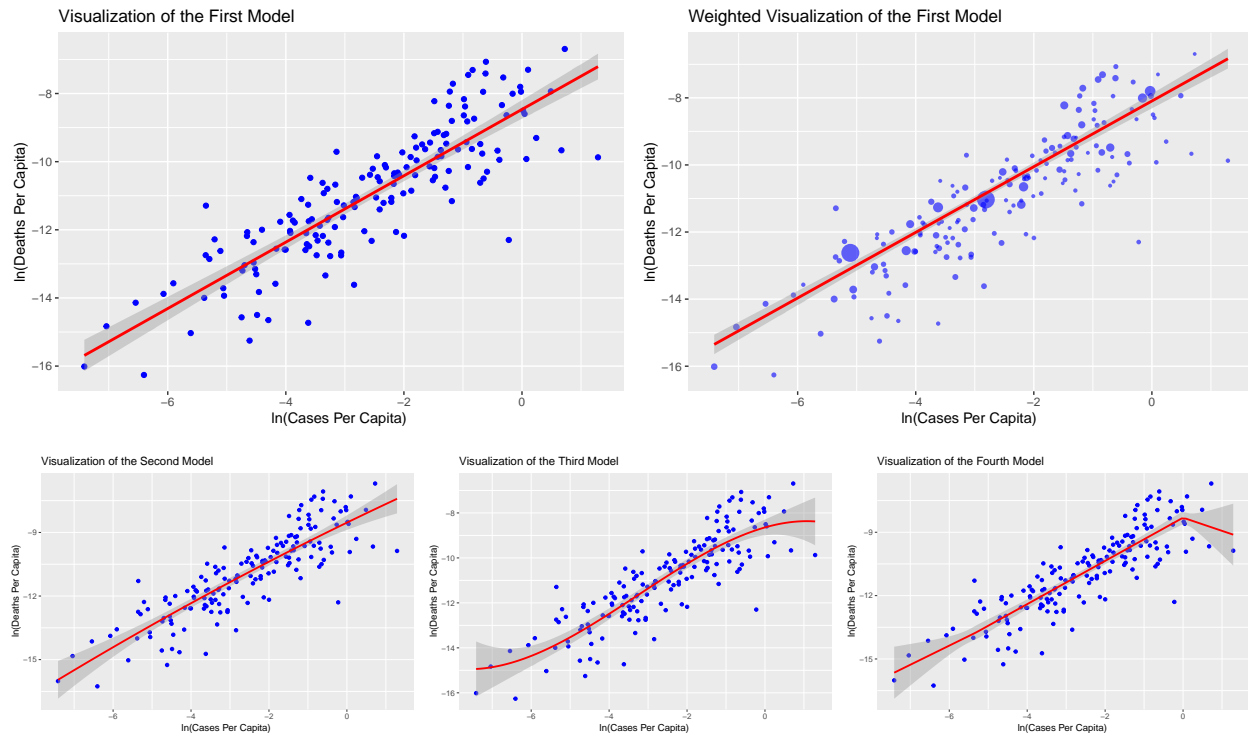 Visualization of the First Model
ln(Deaths Per Capita)
−8
−10
−12
−14
−16
−6
−4
−2
0
ln(Cases Per Capita)
Weighted Visualization of the First Model
ln(Deaths Per Capita)
−8
−10
−12
−14
−16
−6
−4
−2
0
ln(Cases Per Capita)
Visualization of the Second Model
ln(Deaths Per Capita)
−9
−12
−15
−6
−4
−2
0
ln(Cases Per Capita)
Visualization of the Third Model
ln(Deaths Per Capita)
−8
−10
−12
−14
−16
−6
−4
−2
0
ln(Cases Per Capita)
Visualization of the Fourth Model
ln(Deaths Per Capita)
−9
−12
−15
−6
−4
−2
0
ln(Cases Per Capita)